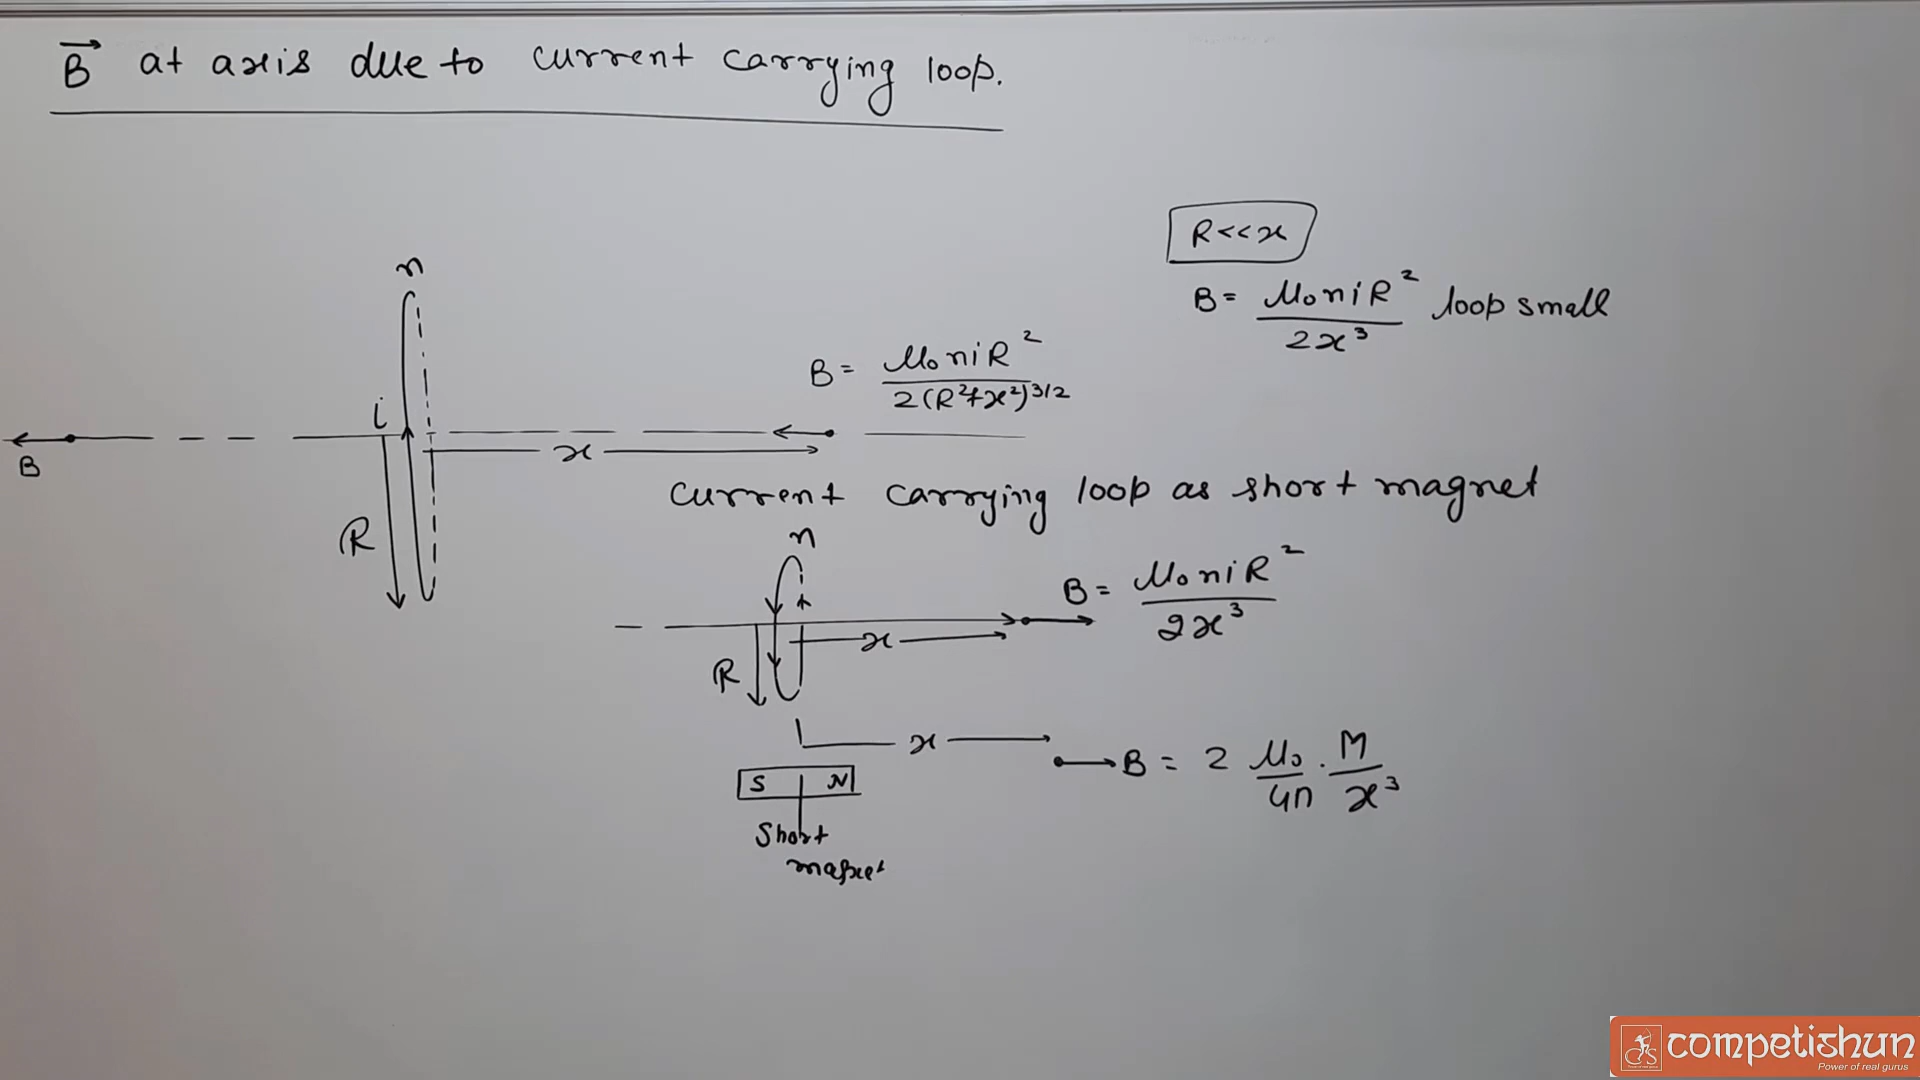 B⃗ at axis due to current carrying loop.
R<<x
B = μ₀niR² / 2x³ loop small
n
B = μ₀niR² / 2(R²+x²)^3/2
i
B
x
R
current carrying loop as short magnet
n
B = μ₀niR² / 2x³
x
R
x
B = 2 μ₀/4π · M/x³
S N
Short
magnet
competishun
Power of real gurus